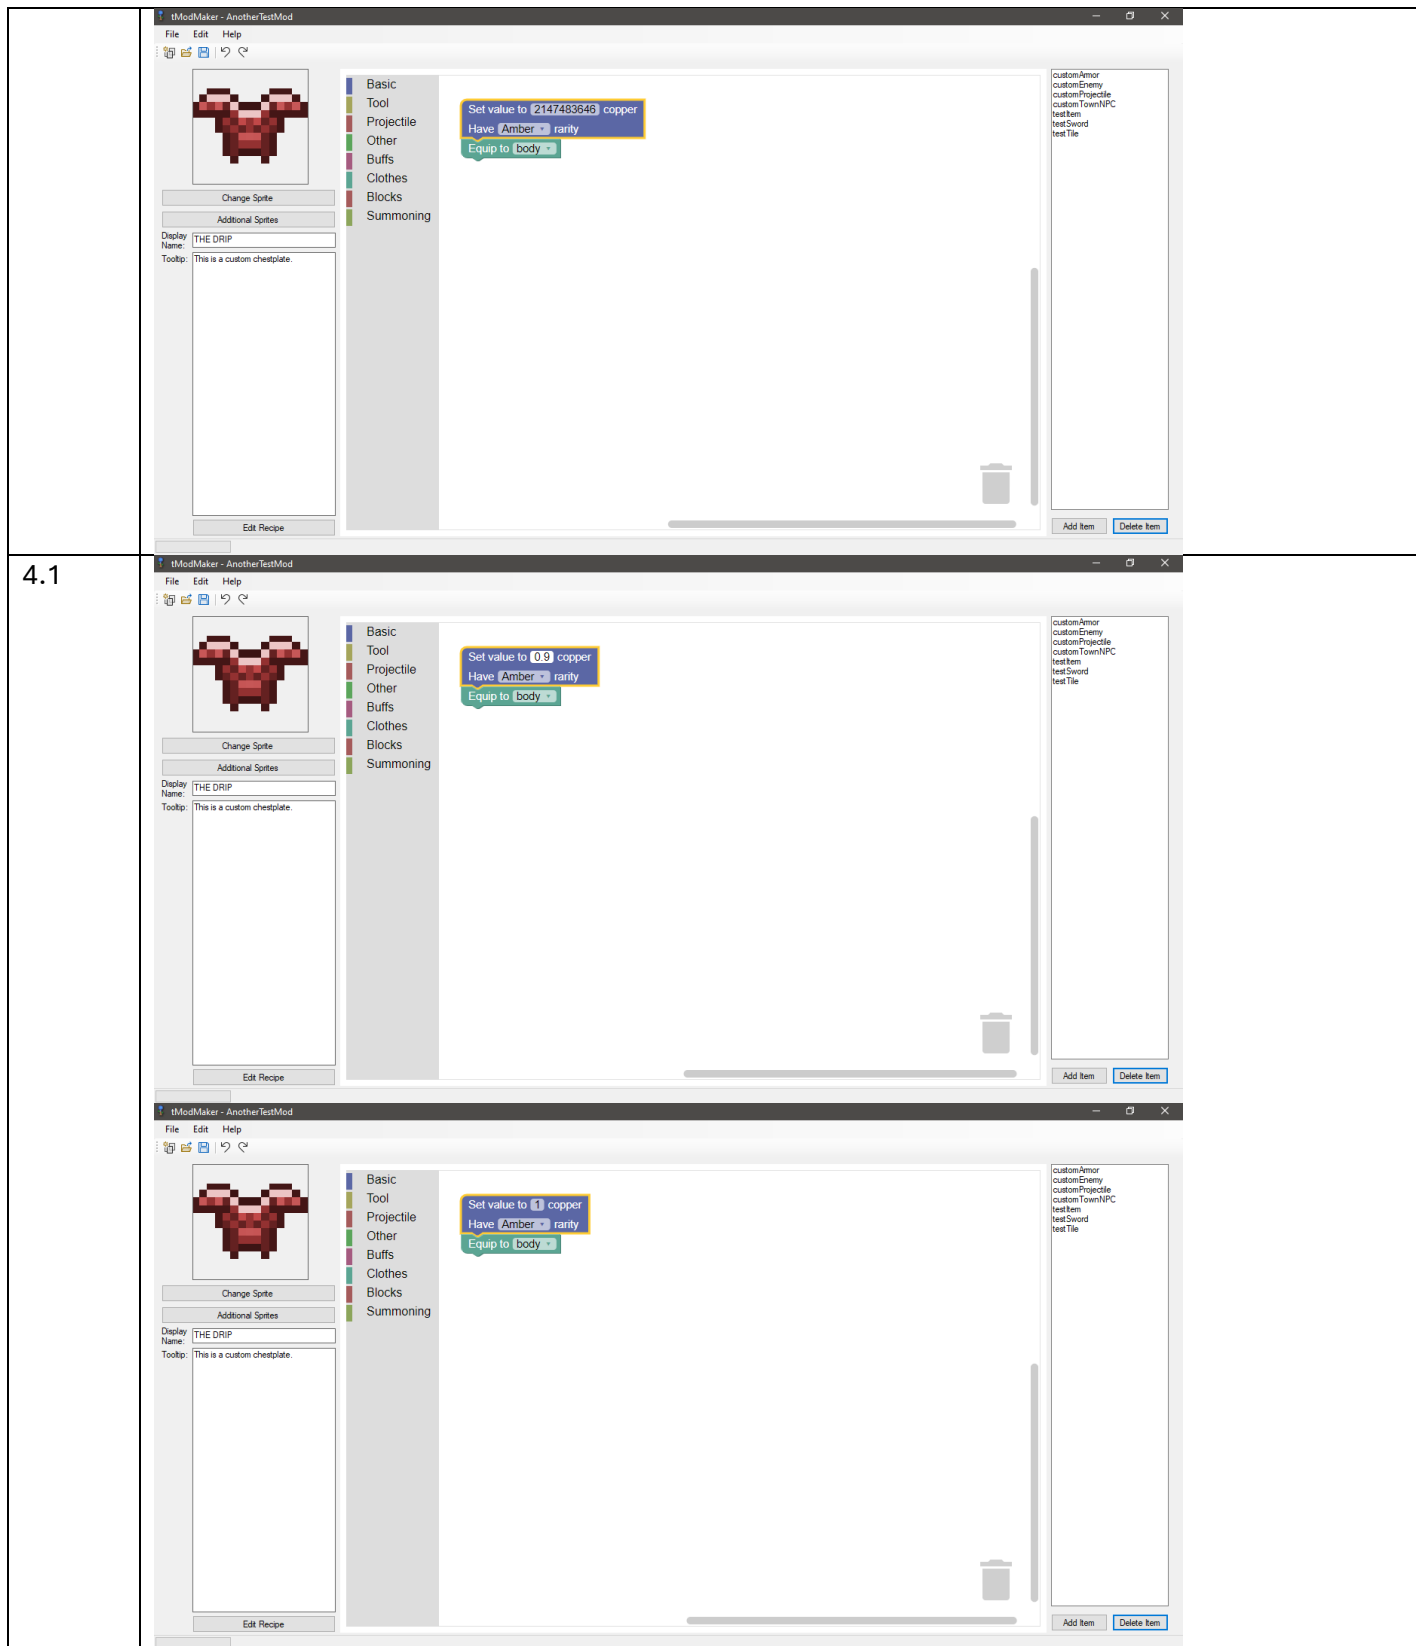 tModMaker - AnotherTestMod
File Edit Help
Basic
Tool
Projectile
Other
Buffs
Clothes
Blocks
Summoning
Set value to 2147483646 copper
Have Amber rarity
Equip to body
customArmor
customEnemy
customProjectile
customTownNPC
testItem
testSword
testTile
Change Sprite
Additional Sprites
Display Name: THE DRIP
Tooltip: This is a custom chestplate.
Edit Recipe
Add Item Delete Item
4.1
tModMaker - AnotherTestMod
File Edit Help
Basic
Tool
Projectile
Other
Buffs
Clothes
Blocks
Summoning
Set value to 0.9 copper
Have Amber rarity
Equip to body
customArmor
customEnemy
customProjectile
customTownNPC
testItem
testSword
testTile
Change Sprite
Additional Sprites
Display Name: THE DRIP
Tooltip: This is a custom chestplate.
Edit Recipe
Add Item Delete Item
tModMaker - AnotherTestMod
File Edit Help
Basic
Tool
Projectile
Other
Buffs
Clothes
Blocks
Summoning
Set value to 1 copper
Have Amber rarity
Equip to body
customArmor
customEnemy
customProjectile
customTownNPC
testItem
testSword
testTile
Change Sprite
Additional Sprites
Display Name: THE DRIP
Tooltip: This is a custom chestplate.
Edit Recipe
Add Item Delete Item